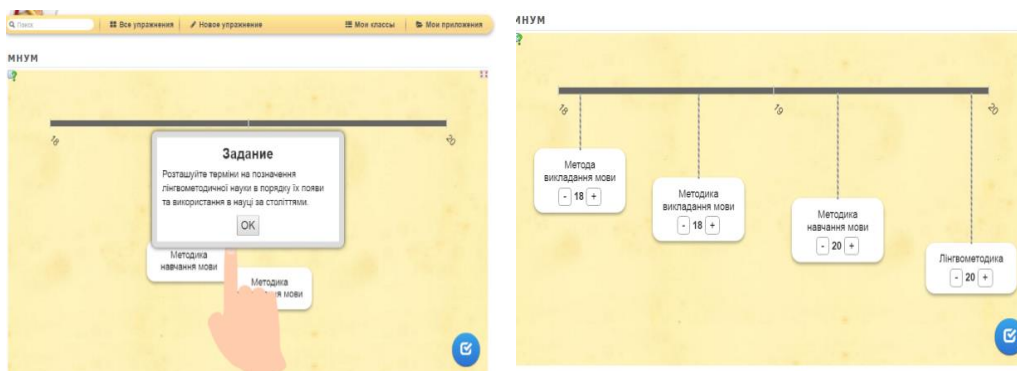 Поиск
Все упражнения
Новое упражнение
Мои классы
Мои приложения
МНУМ
18
20
Задание
Розташуйте терміни на позначення
лінгвометодичної науки в порядку їх появи
та використання в науці за століттями.
OK
Методика
навчання мови
Методика
мови
МНУМ
18
19
20
Метода
викладання мови
- 18 +
Методика
викладання мови
- 18 +
Методика
навчання мови
- 20 +
Лінгвометодика
- 20 +